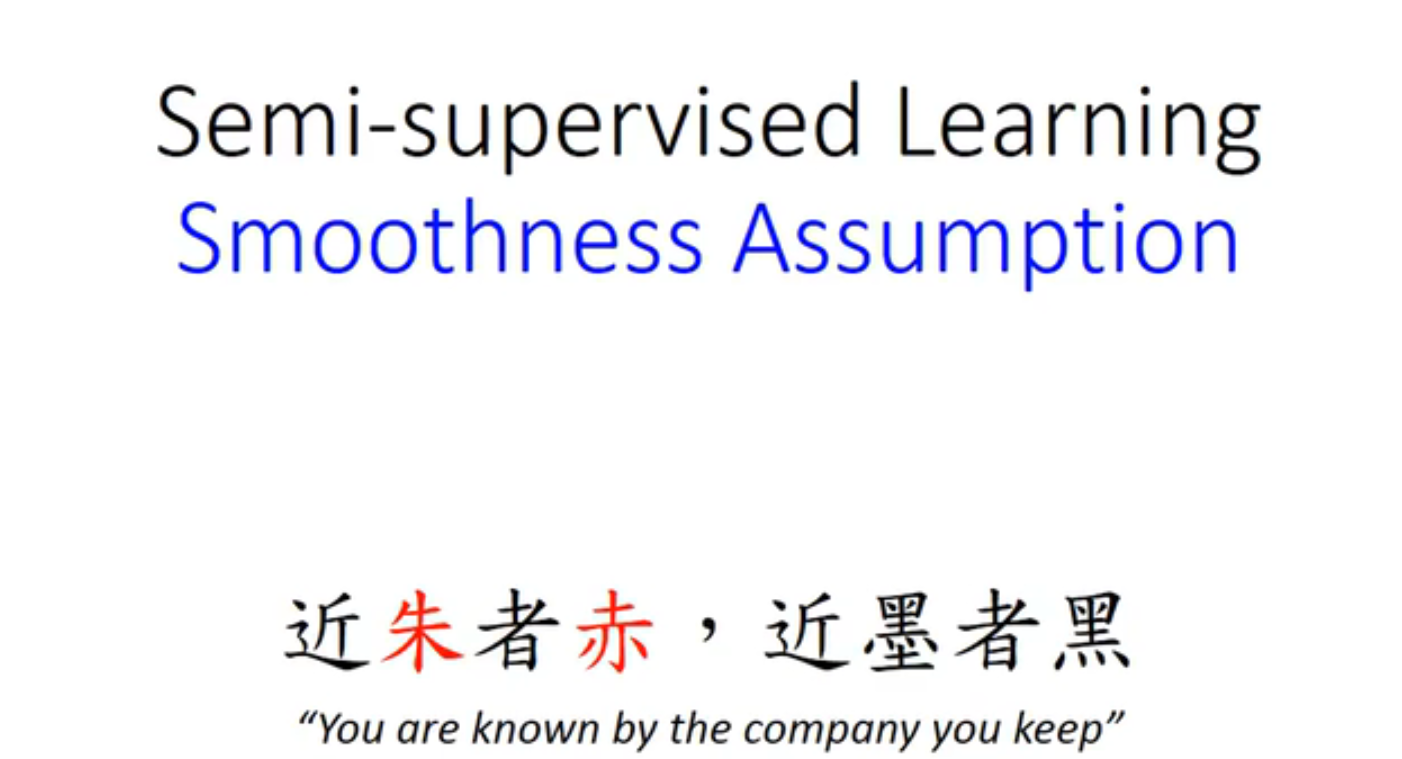 Semi-supervised Learning
Smoothness Assumption
近朱者赤，近墨者黑
“You are known by the company you keep”